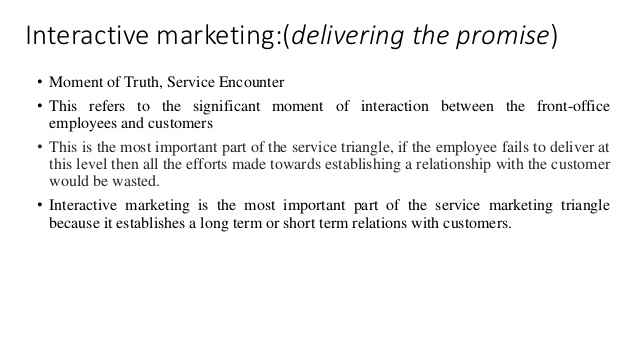 Interactive marketing:(delivering the promise)
• Moment of Truth, Service Encounter
• This refers to the significant moment of interaction between the front-office
employees and customers
• This is the most important part of the service triangle, if the employee fails to deliver at
this level then all the efforts made towards establishing a relationship with the customer
would be wasted.
• Interactive marketing is the most important part of the service marketing triangle
because it establishes a long term or short term relations with customers.